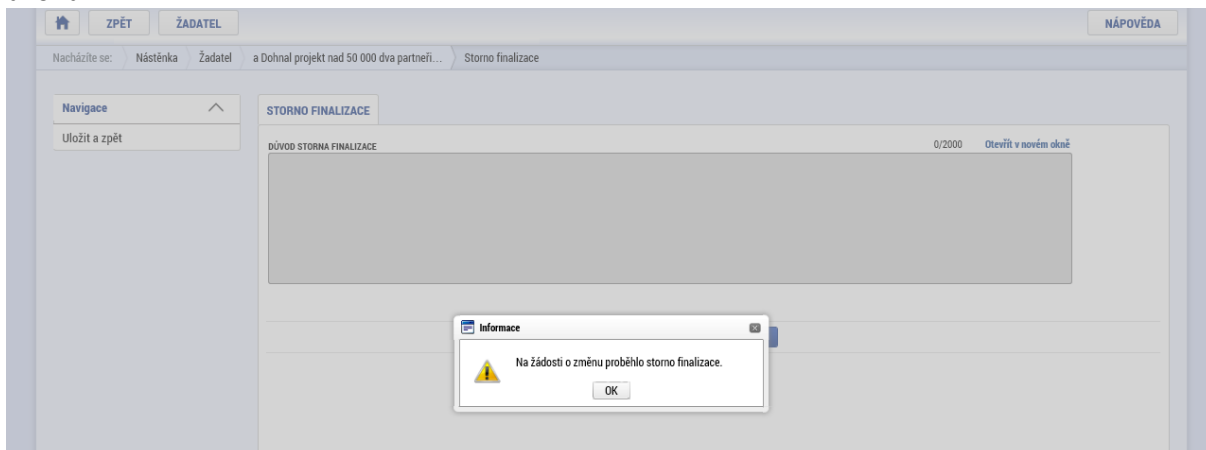 ZPĚT ŽADATEL NÁPOVĚDA
Nacházíte se: Nástěnka Žadatel a Dohnal projekt nad 50 000 dva partneři... Storno finalizace
Navigace
STORNO FINALIZACE
Uložit a zpět
DŮVOD STORNA FINALIZACE 0/2000 Otevřít v novém okně
Informace
Na žádosti o změnu proběhlo storno finalizace.
OK